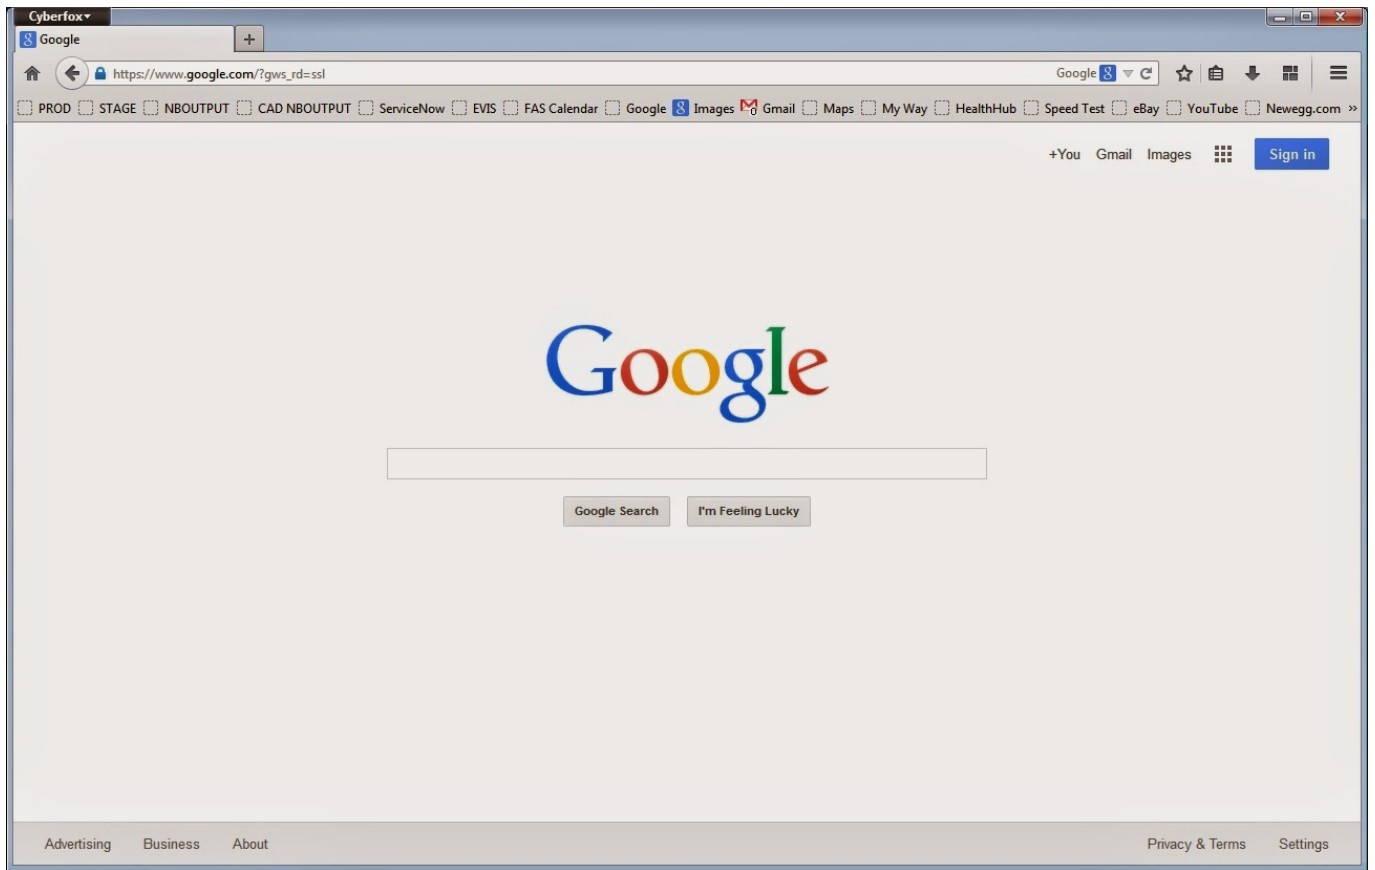 Cyberfox
Google
https://www.google.com/?gws_rd=ssl Google 8
PROD STAGE NBOUTPUT CAD NBOUTPUT ServiceNow EVIS FAS Calendar Google Images Gmail Maps My Way HealthHub Speed Test eBay YouTube Newegg.com »
+You Gmail Images Sign in
Google
Google Search I'm Feeling Lucky
Advertising Business About Privacy & Terms Settings